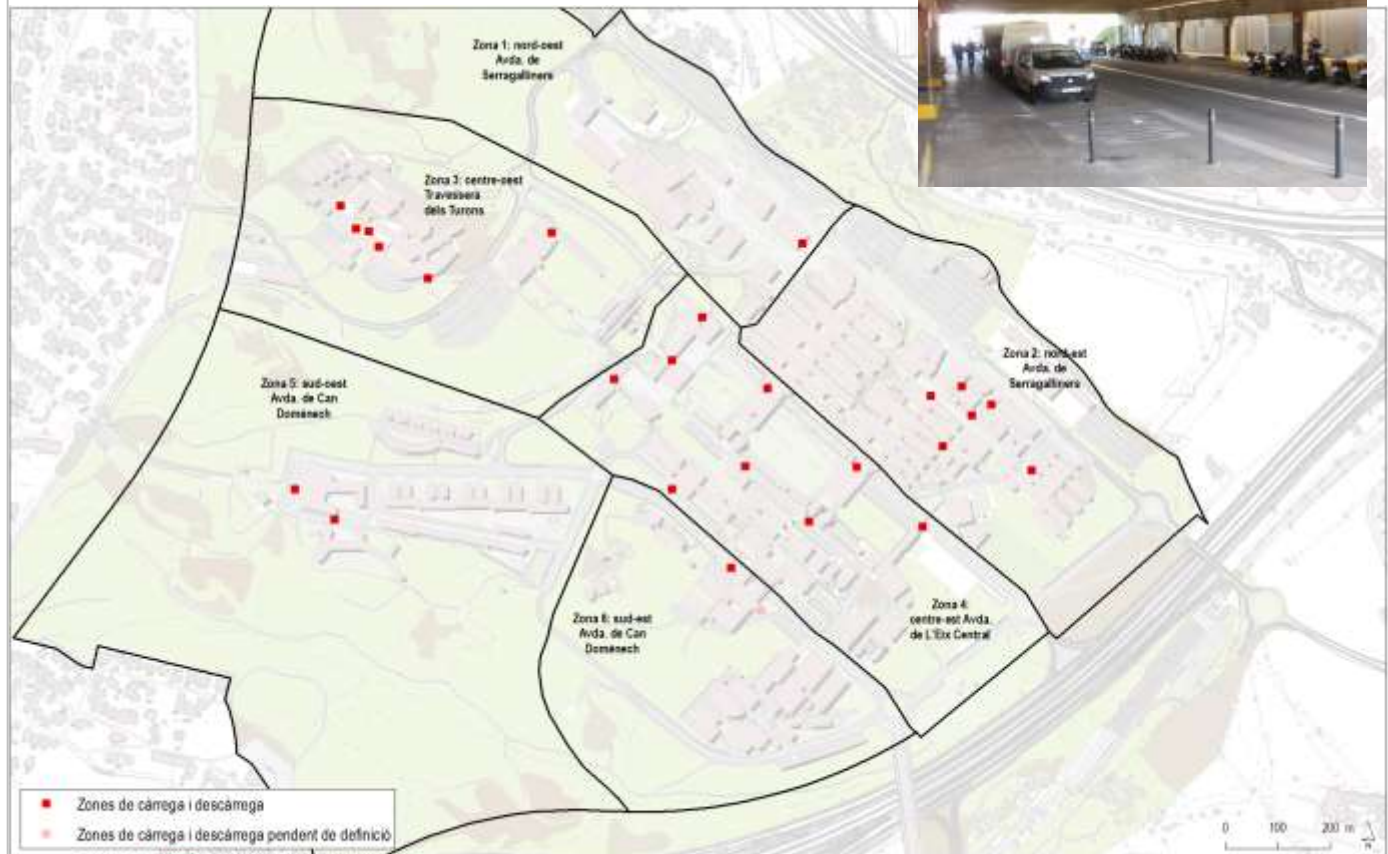 Zona 1: nord-oest
Avda. de
Serragalliners
Zona 3: centre-oest
Travessera
dels Turons
Zona 2: nord-est
Avda. de
Serragalliners
Zona 5: sud-oest
Avda. de Can
Domènech
Zona 6: sud-est
Avda. de Can
Domènech
Zona 4:
centre-est Avda.
de L'Eix Central
Zones de càrrega i descàrrega
Zones de càrrega i descàrrega pendent de definició
0 100 200 m
N